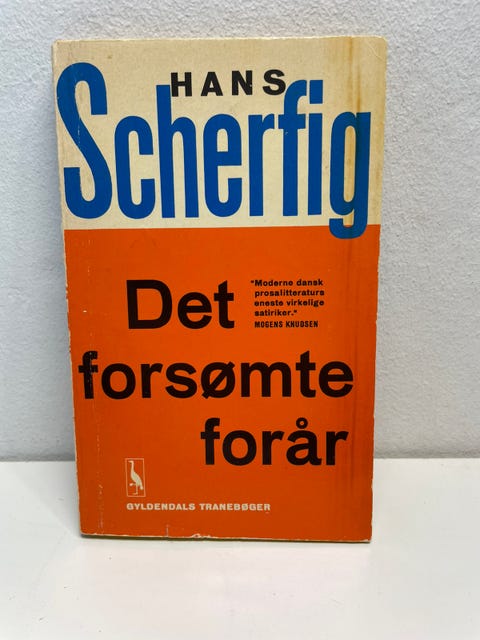 HANS
Scherfig
Det
forsømte
forår
"Moderne dansk
prosalitteraturs
eneste virkelige
satiriker."
MOGENS KNUDSEN
GYLDENDALS TRANEBØGER